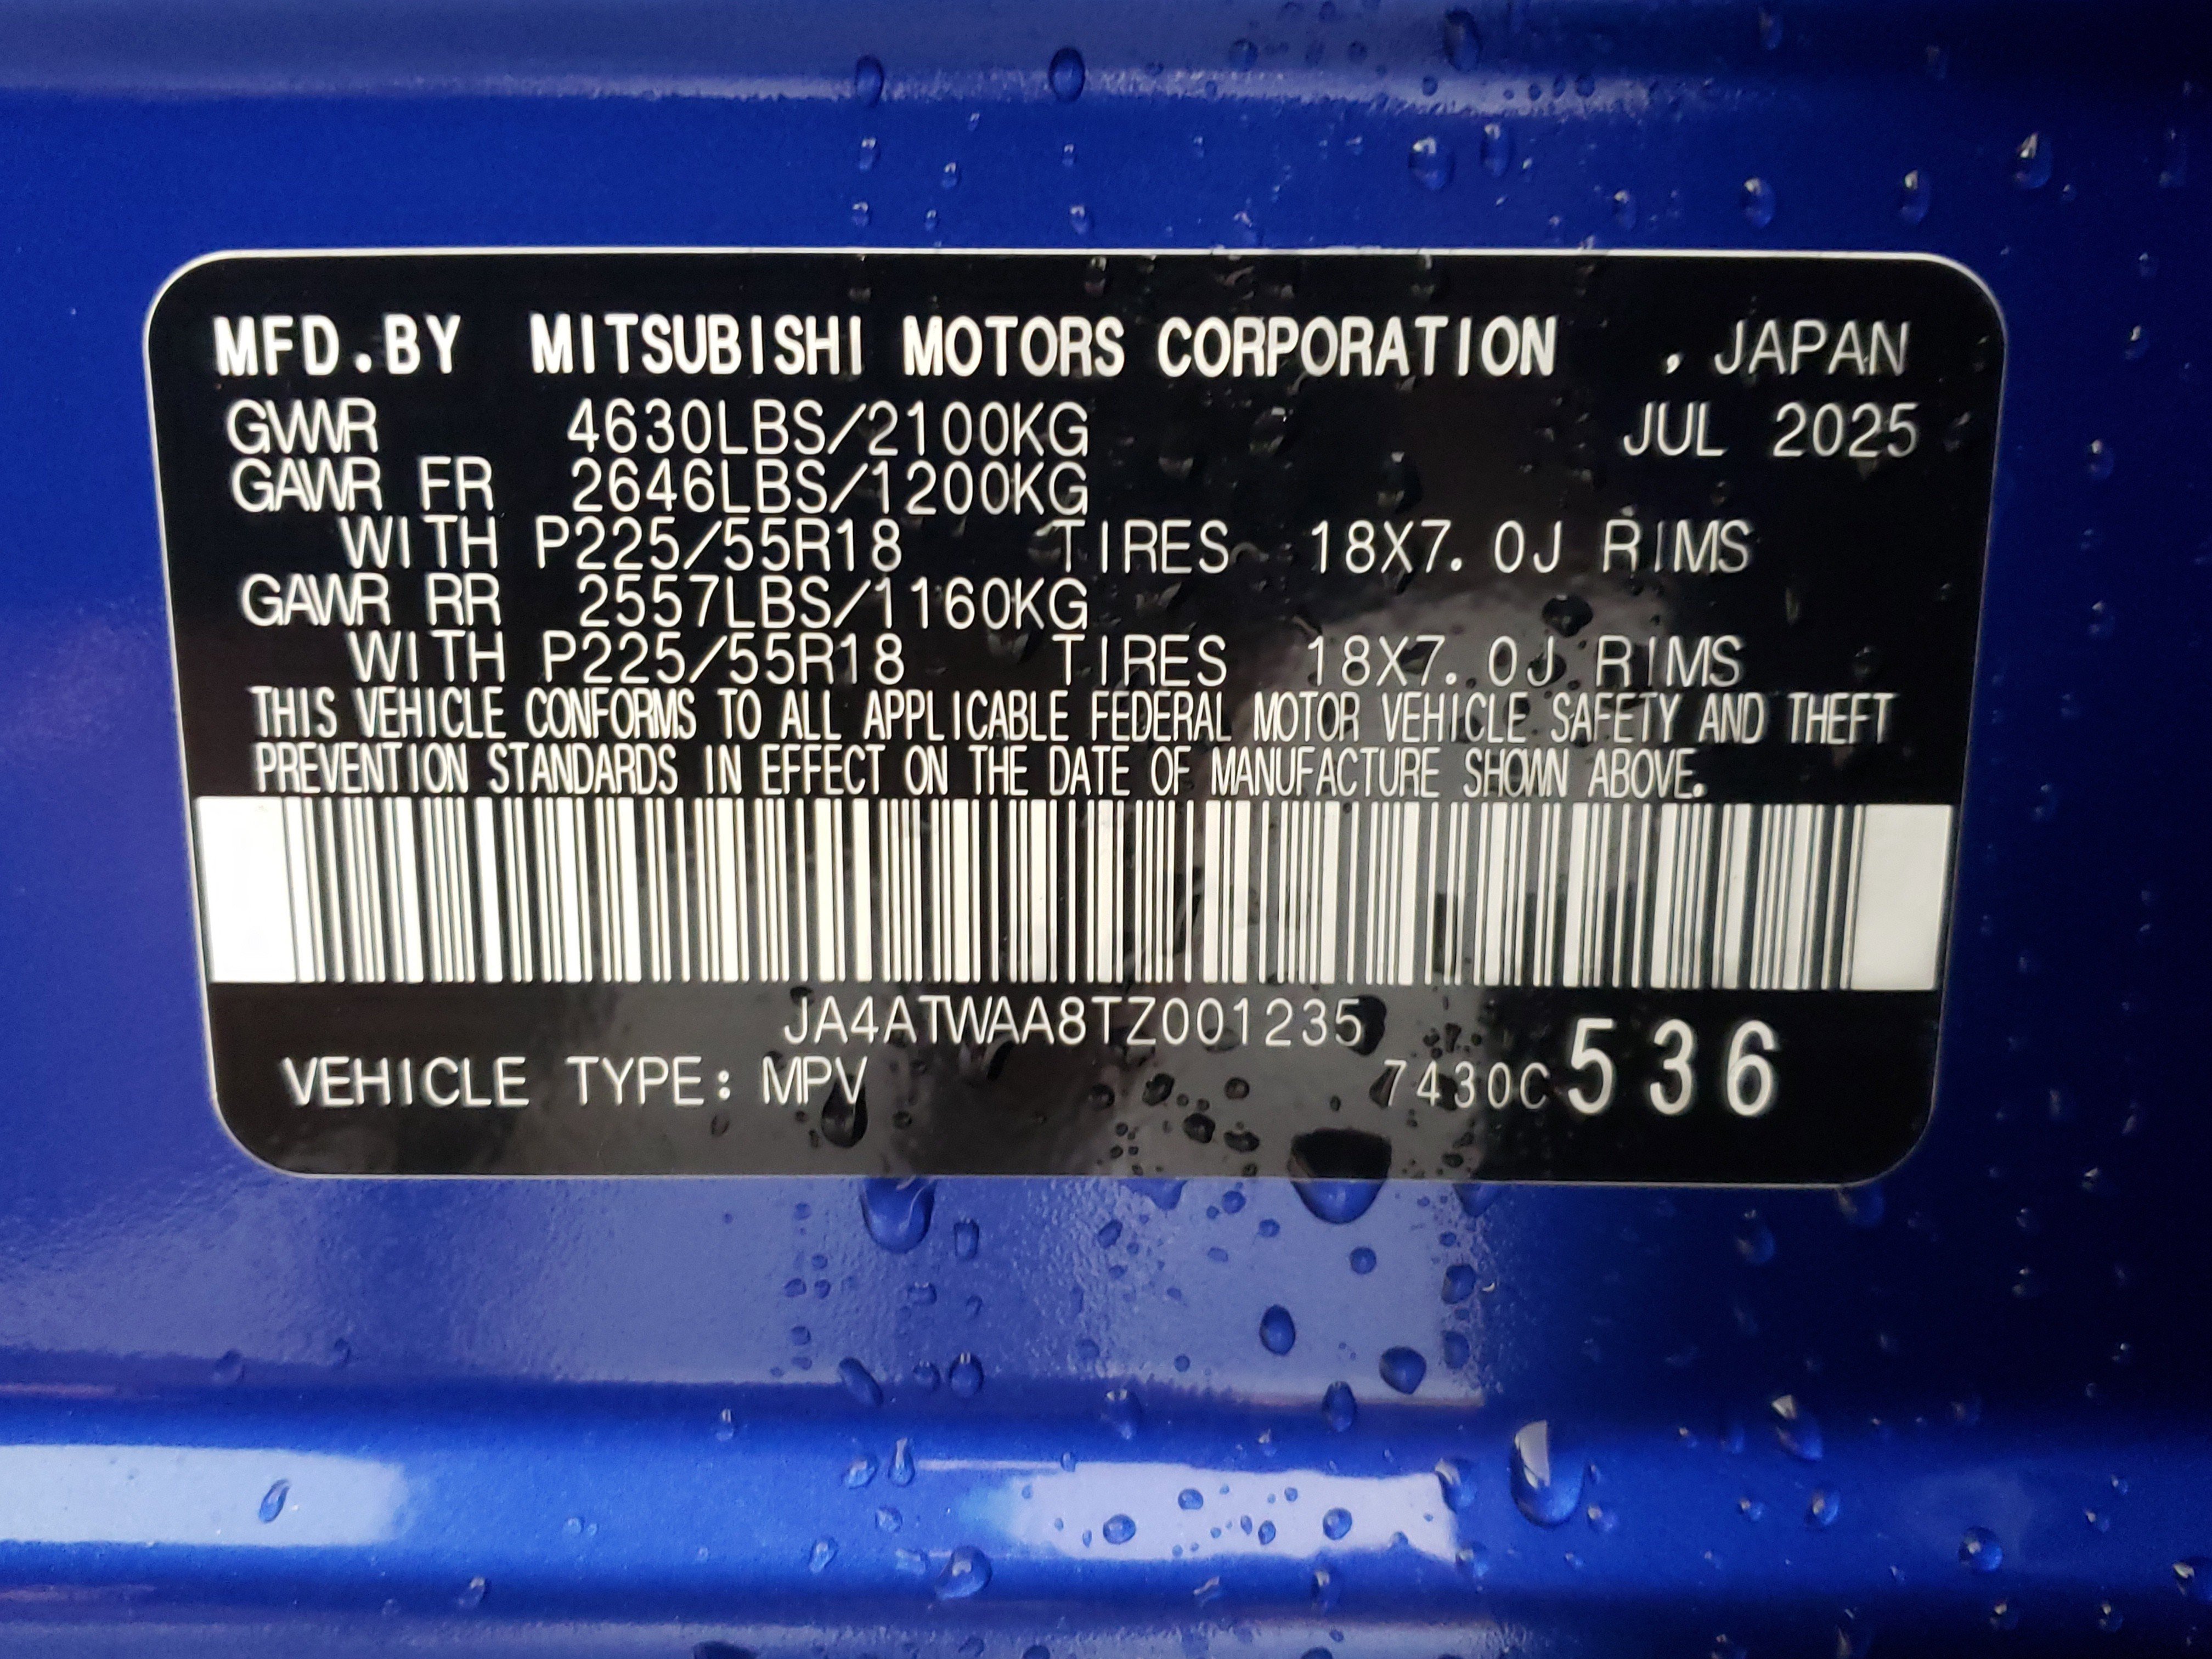 MFD.BY MITSUBISHI MOTORS CORPORATION , JAPAN
GVWR 4630LBS/2100KG JUL 2025
GAWR FR 2646LBS/1200KG
WITH P225/55R18 TIRES 18X7.0J RIMS
GAWR RR 2557LBS/1160KG
WITH P225/55R18 TIRES 18X7.0J RIMS
THIS VEHICLE CONFORMS TO ALL APPLICABLE FEDERAL MOTOR VEHICLE SAFETY AND THEFT
PREVENTION STANDARDS IN EFFECT ON THE DATE OF MANUFACTURE SHOWN ABOVE.
JA4ATWAA8TZ001235
VEHICLE TYPE: MPV 7430C536